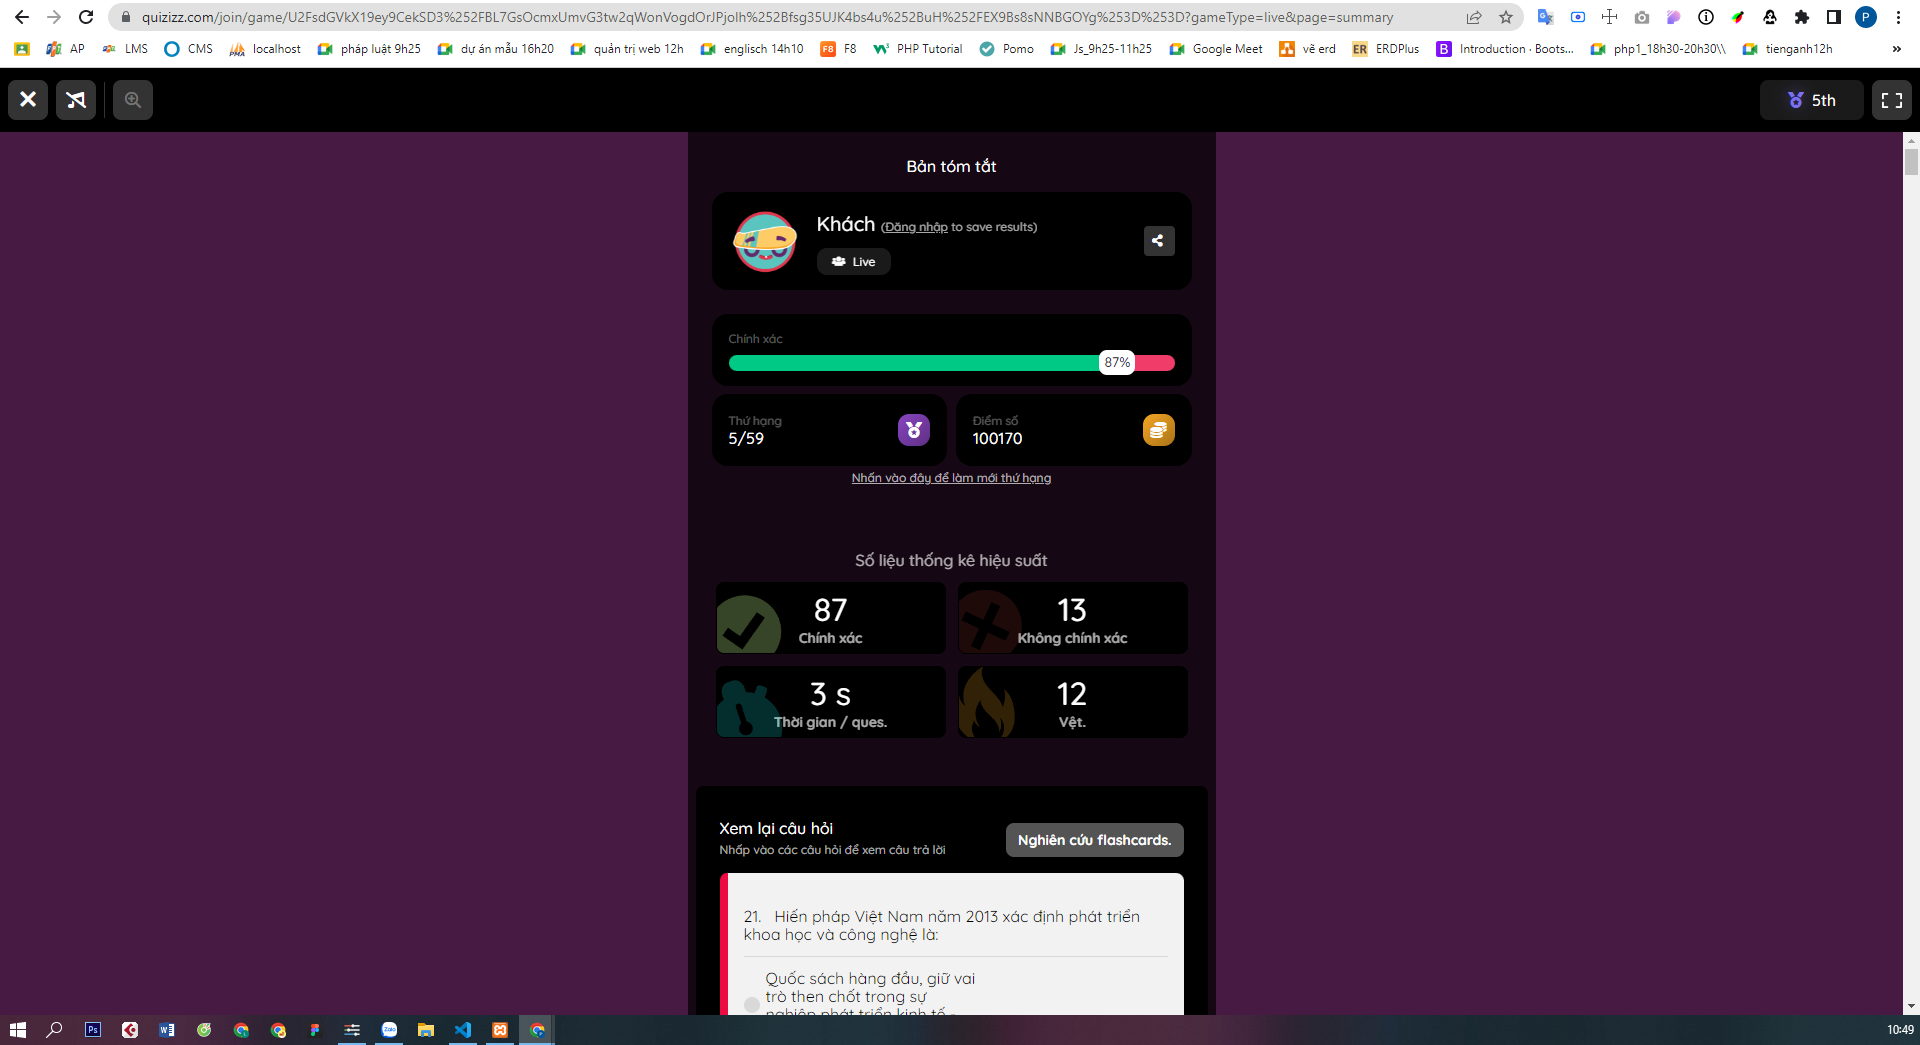 quizizz.com/join/game/U2FsdGVkX19ey9CekSD3%252FBL7GsOcmxUmvG3tw2qWonVogdOrJPjolh%252Bfsg35UJK4bs4u%252BuH%252FEX9Bs8sNNBGOYg%253D%253D?gameType=live&page=summary
AP LMS CMS localhost pháp luật 9h25 dự án mẫu 16h20 quản trị web 12h englisch 14h10 F8 PHP Tutorial Pomo Js_9h25-11h25 Google Meet vẽ erd ERDPlus Introduction · Boots... php1_18h30-20h30\\ tienganh12h »
5th
Bản tóm tắt
Khách (Đăng nhập to save results)
Live
Chính xác
87%
Thứ hạng
5/59
Điểm số
100170
Nhấn vào đây để làm mới thứ hạng
Số liệu thống kê hiệu suất
87
Chính xác
13
Không chính xác
3 s
Thời gian / ques.
12
Vệt.
Xem lại câu hỏi
Nhấp vào các câu hỏi để xem câu trả lời
Nghiên cứu flashcards.
21. Hiến pháp Việt Nam năm 2013 xác định phát triển
khoa học và công nghệ là:
Quốc sách hàng đầu, giữ vai
trò then chốt trong sự
nghiệp phát triển kinh tế -
10:49